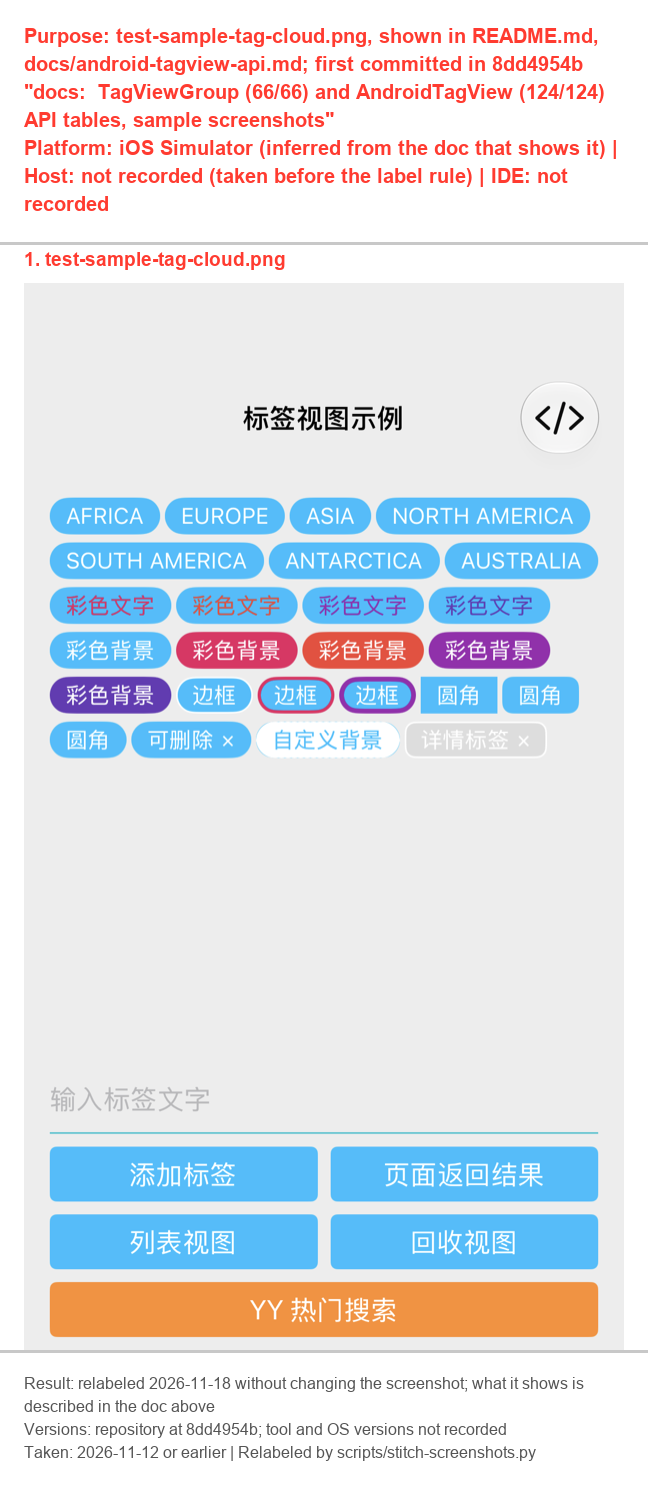 Purpose: test-sample-tag-cloud.png, shown in README.md,
docs/android-tagview-api.md; first committed in 8dd4954b
"docs:  TagViewGroup (66/66) and AndroidTagView (124/124)
API tables, sample screenshots"
Platform: iOS Simulator (inferred from the doc that shows it) |
Host: not recorded (taken before the label rule) | IDE: not
recorded
1. test-sample-tag-cloud.png
标签视图示例 </>
AFRICA EUROPE ASIA NORTH AMERICA
SOUTH AMERICA ANTARCTICA AUSTRALIA
彩色文字 彩色文字 彩色文字 彩色文字
彩色背景 彩色背景 彩色背景 彩色背景
彩色背景 边框 边框 边框 圆角 圆角
圆角 可删除 × 自定义背景 详情标签 ×
输入标签文字
添加标签 页面返回结果
列表视图 回收视图
YY 热门搜索
Result: relabeled 2026-11-18 without changing the screenshot; what it shows is
described in the doc above
Versions: repository at 8dd4954b; tool and OS versions not recorded
Taken: 2026-11-12 or earlier | Relabeled by scripts/stitch-screenshots.py